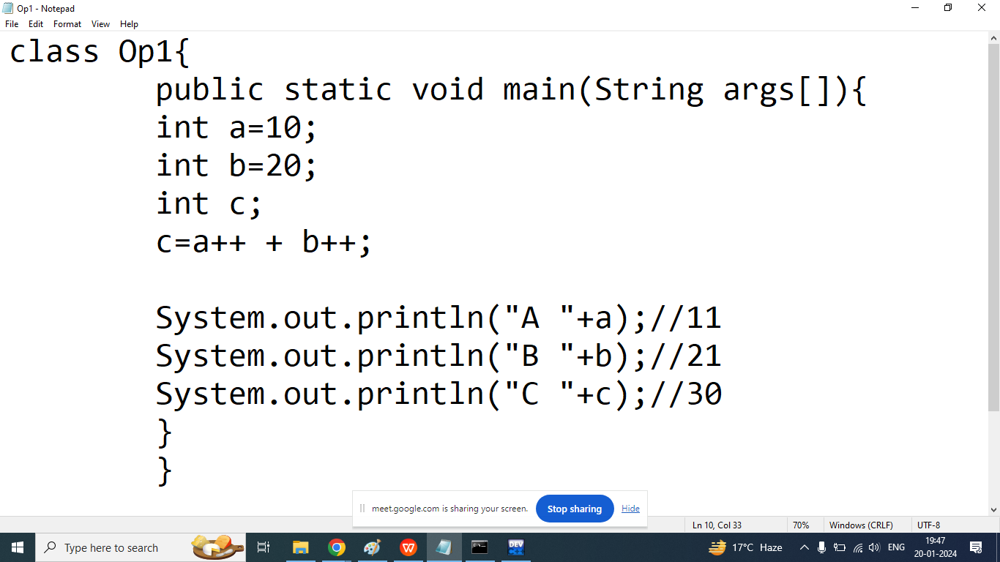 Op1 - Notepad
File Edit Format View Help
class Op1{
public static void main(String args[]){
int a=10;
int b=20;
int c;
c=a++ + b++;
System.out.println("A "+a);//11
System.out.println("B "+b);//21
System.out.println("C "+c);//30
}
}
meet.google.com is sharing your screen. Stop sharing Hide
Ln 10, Col 33 70% Windows (CRLF) UTF-8
Type here to search DEV 17°C Haze ENG 19:47
20-01-2024